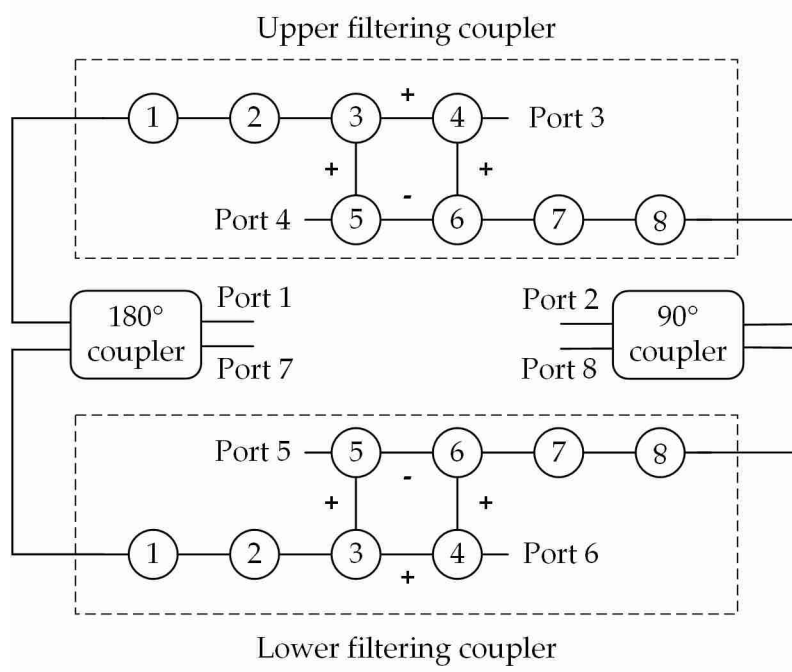 Upper filtering coupler
+
1 2 3 4 Port 3
+ +
-
Port 4 5 6 7 8
180° coupler
Port 1
Port 7
Port 2
Port 8
90° coupler
Port 5 5 6 7 8
-
+ +
1 2 3 4 Port 6
+
Lower filtering coupler